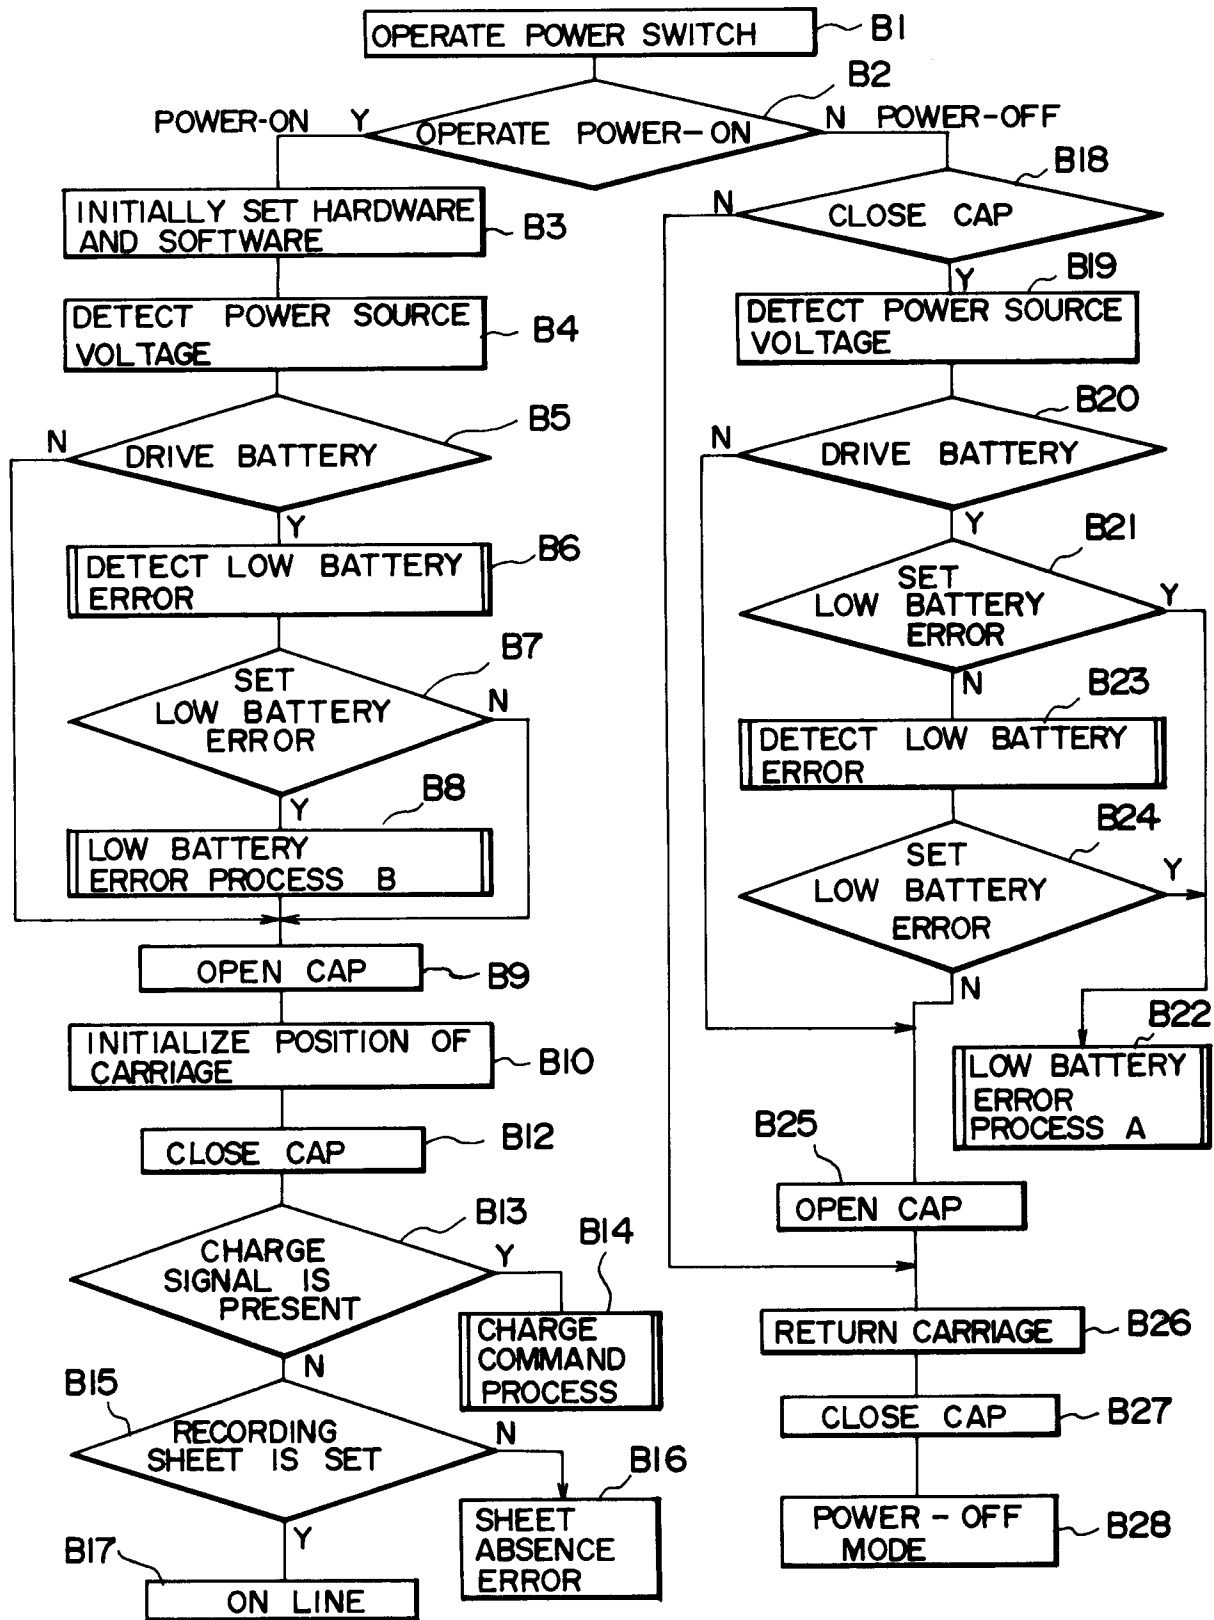 OPERATE POWER SWITCH
B1
B2
POWER-ON
Y
OPERATE POWER-ON
N
POWER-OFF
INITIALLY SET HARDWARE
AND SOFTWARE
B3
DETECT POWER SOURCE
VOLTAGE
B4
B5
N
DRIVE BATTERY
Y
B6
DETECT LOW BATTERY
ERROR
B7
SET
LOW BATTERY
ERROR
N
Y
B8
LOW BATTERY
ERROR PROCESS B
OPEN CAP
B9
INITIALIZE POSITION OF
CARRIAGE
B10
CLOSE CAP
B12
B13
CHARGE
SIGNAL IS
PRESENT
Y
B14
CHARGE
COMMAND
PROCESS
N
B15
RECORDING
SHEET IS SET
N
B16
SHEET
ABSENCE
ERROR
Y
B17
ON LINE
B18
N
CLOSE CAP
Y
B19
DETECT POWER SOURCE
VOLTAGE
B20
N
DRIVE BATTERY
Y
B21
SET
LOW BATTERY
ERROR
Y
N
B23
DETECT LOW BATTERY
ERROR
B24
SET
LOW BATTERY
ERROR
Y
N
B22
LOW BATTERY
ERROR
PROCESS A
B25
OPEN CAP
RETURN CARRIAGE
B26
CLOSE CAP
B27
POWER-OFF
MODE
B28